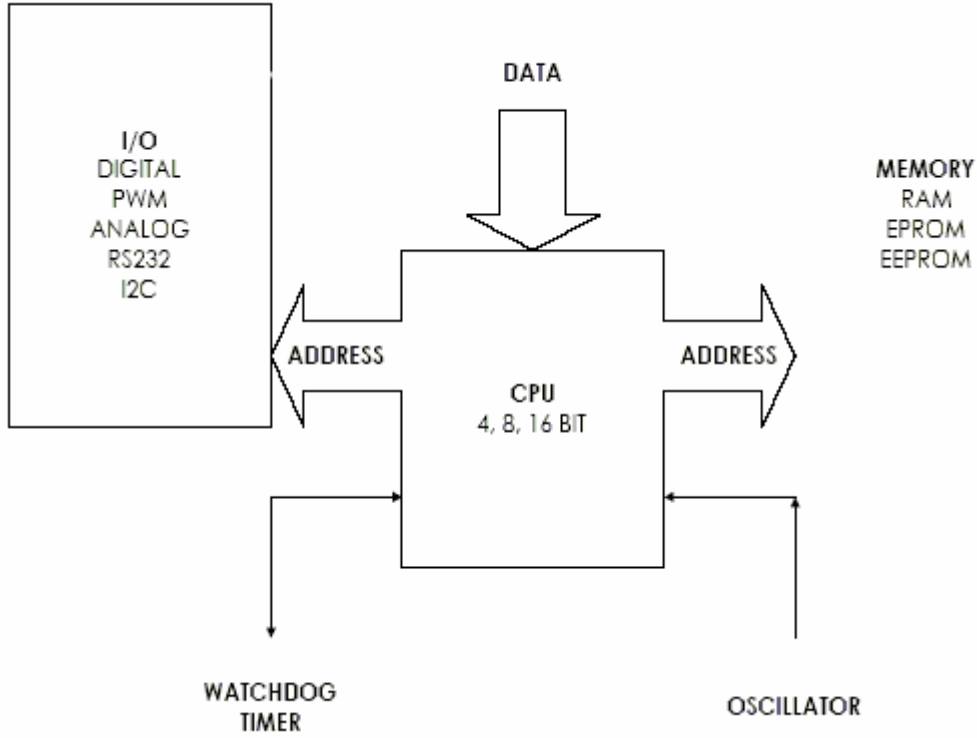 I/O
DIGITAL
PWM
ANALOG
RS232
I2C
DATA
MEMORY
RAM
EPROM
EEPROM
ADDRESS
ADDRESS
CPU
4, 8, 16 BIT
WATCHDOG
TIMER
OSCILLATOR